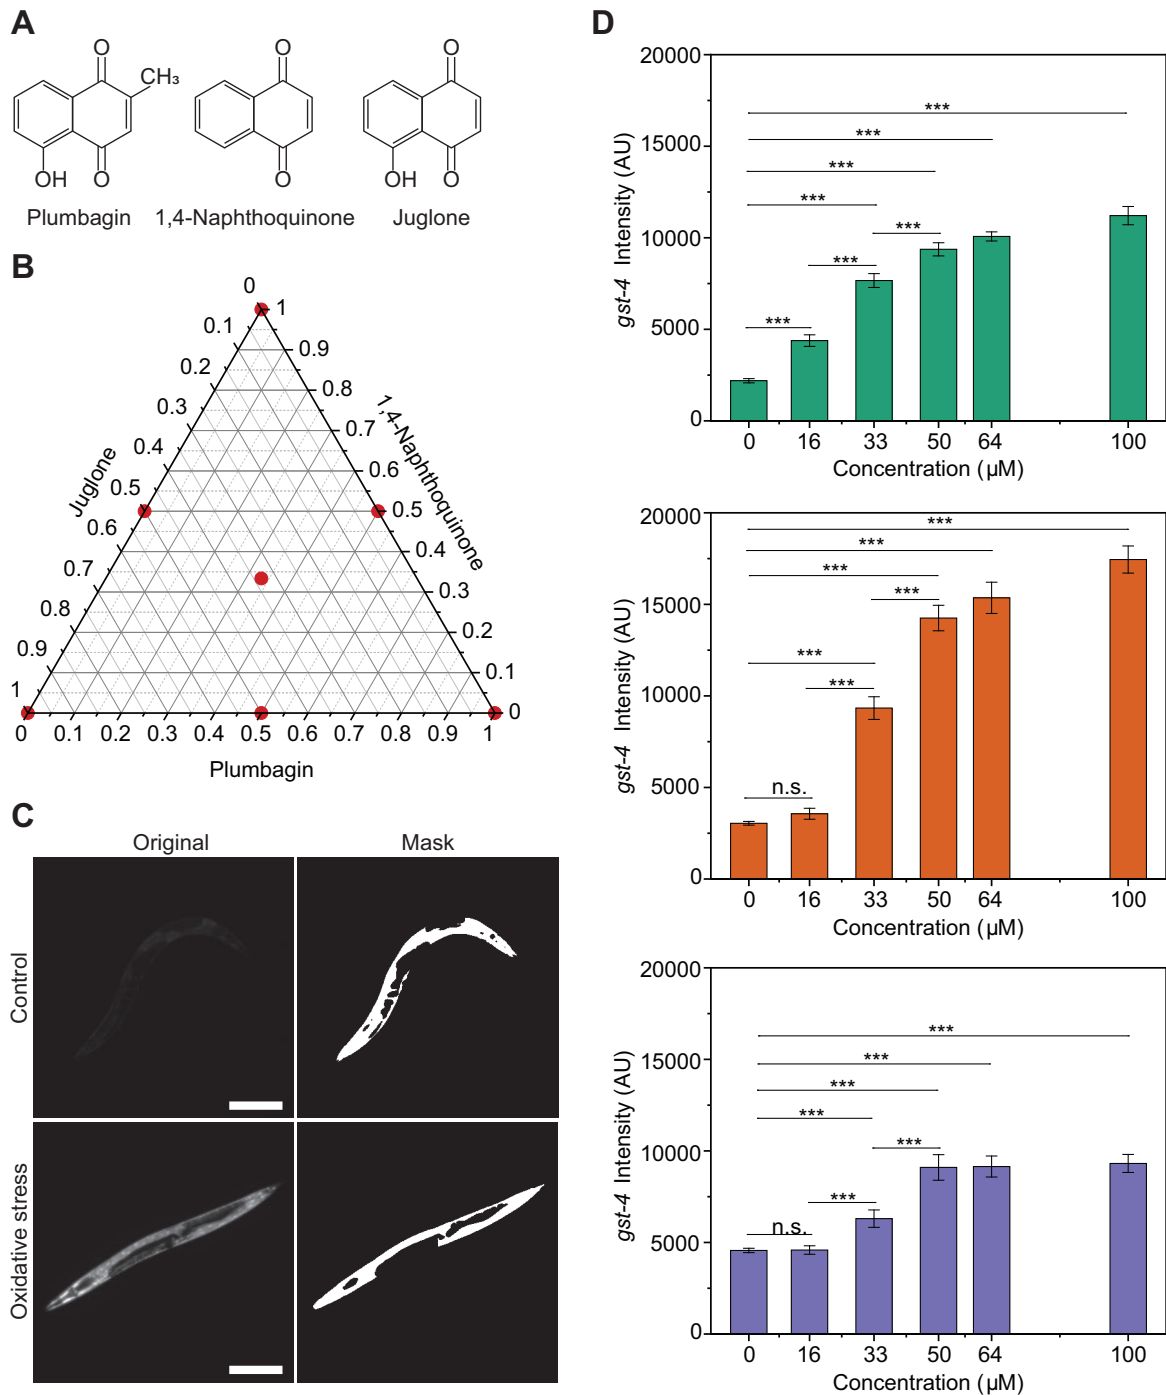 A
O
CH₃
OH
O
Plumbagin
O
O
1,4-Naphthoquinone
O
OH
O
Juglone
B
0
1
0.1
0.9
0.2
0.8
0.3
0.7
0.4
0.6
0.5
0.5
0.6
0.4
0.7
0.3
0.8
0.2
0.9
0.1
1
0
Juglone
1,4-Naphthoquinone
0 0.1 0.2 0.3 0.4 0.5 0.6 0.7 0.8 0.9 1
Plumbagin
C
Original Mask
Control
Oxidative stress
D
20000
15000
10000
5000
0
gst-4 Intensity (AU)
***
***
***
***
***
***
***
0 16 33 50 64 100
Concentration (µM)
20000
15000
10000
5000
0
gst-4 Intensity (AU)
***
***
***
***
***
***
n.s.
0 16 33 50 64 100
Concentration (µM)
20000
15000
10000
5000
0
gst-4 Intensity (AU)
***
***
***
***
***
***
n.s.
0 16 33 50 64 100
Concentration (µM)